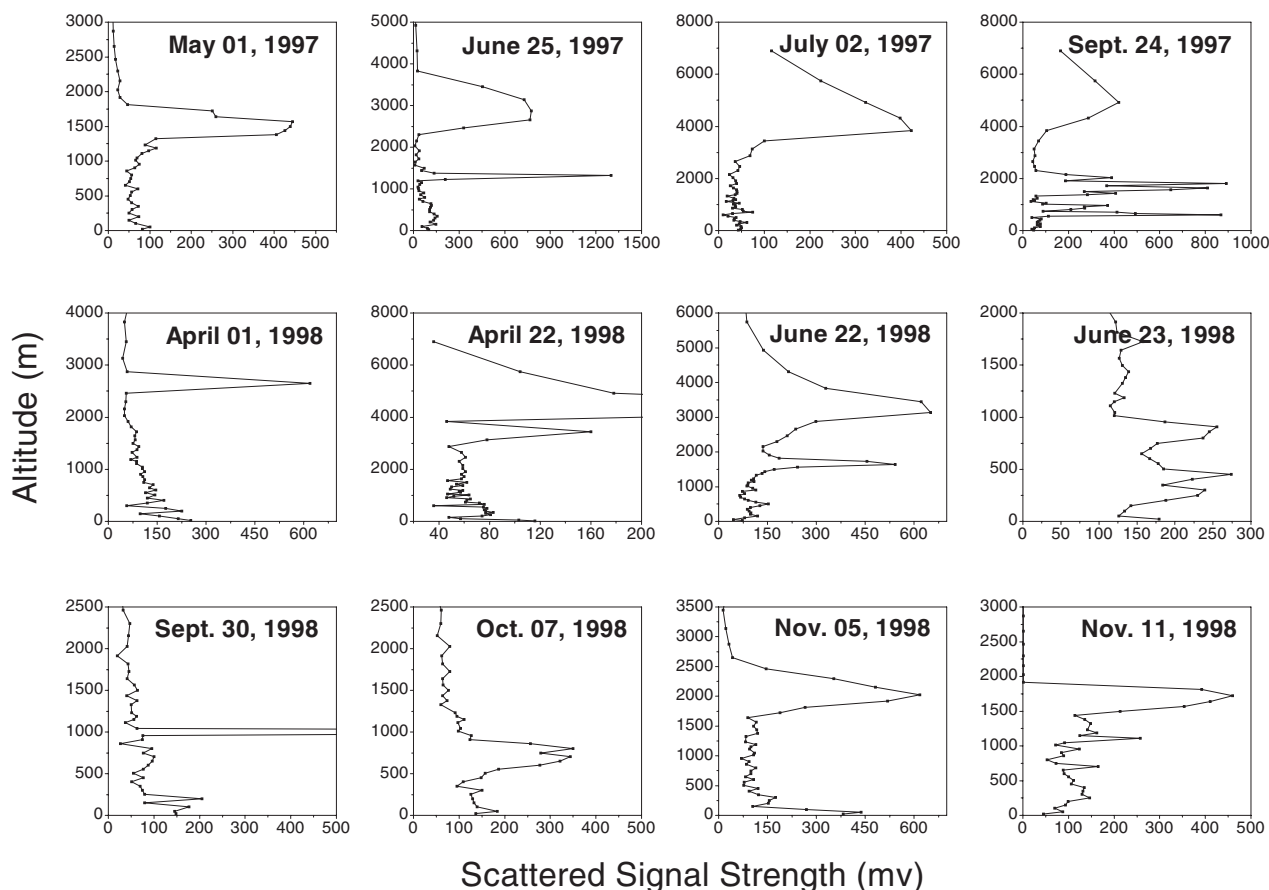 May 01, 1997
3000
2500
2000
1500
1000
500
0
0 100 200 300 400 500
June 25, 1997
5000
4000
3000
2000
1000
0
0 300 600 900 1200 1500
July 02, 1997
8000
6000
4000
2000
0
0 100 200 300 400 500
Sept. 24, 1997
8000
6000
4000
2000
0
0 200 400 600 800 1000
Altitude (m)
April 01, 1998
4000
3000
2000
1000
0
0 150 300 450 600
April 22, 1998
8000
6000
4000
2000
0
40 80 120 160 200
June 22, 1998
6000
5000
4000
3000
2000
1000
0
0 150 300 450 600
June 23, 1998
2000
1500
1000
500
0
0 50 100 150 200 250 300
Sept. 30, 1998
2500
2000
1500
1000
500
0
0 100 200 300 400 500
Oct. 07, 1998
2500
2000
1500
1000
500
0
0 100 200 300 400 500
Nov. 05, 1998
3500
3000
2500
2000
1500
1000
500
0
0 150 300 450 600
Nov. 11, 1998
3000
2500
2000
1500
1000
500
0
0 100 200 300 400 500
Scattered Signal Strength (mv)